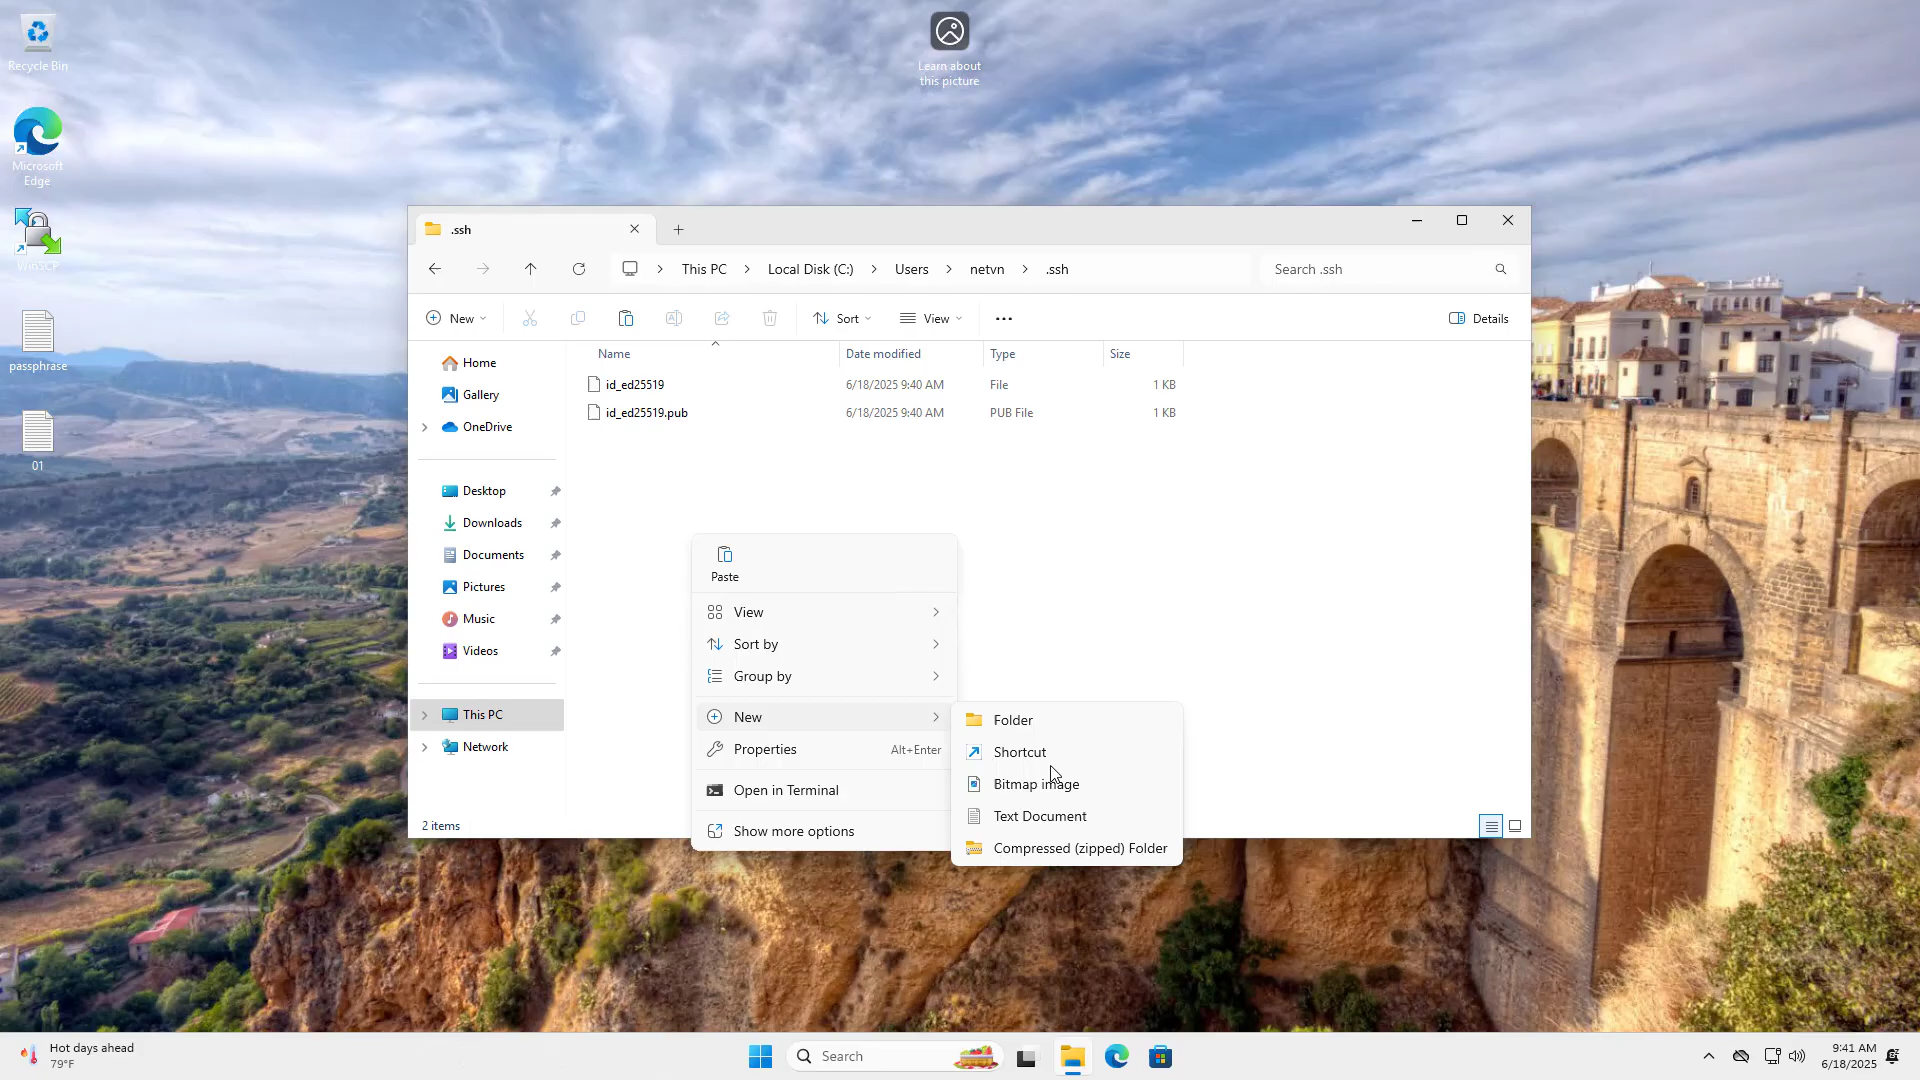 Recycle Bin
Microsoft
Edge
WinSCP
passphrase
01
Learn about
this picture
.ssh
This PC
Local Disk (C:)
Users
netvn
.ssh
Search .ssh
New
Sort
View
Details
Name
Date modified
Type
Size
id_ed25519
6/18/2025 9:40 AM
File
1 KB
id_ed25519.pub
6/18/2025 9:40 AM
PUB File
1 KB
Home
Gallery
OneDrive
Desktop
Downloads
Documents
Pictures
Music
Videos
This PC
Network
2 items
Paste
View
Sort by
Group by
New
Properties
Alt+Enter
Open in Terminal
Show more options
Folder
Shortcut
Bitmap image
Text Document
Compressed (zipped) Folder
Hot days ahead
79°F
Search
9:41 AM
6/18/2025